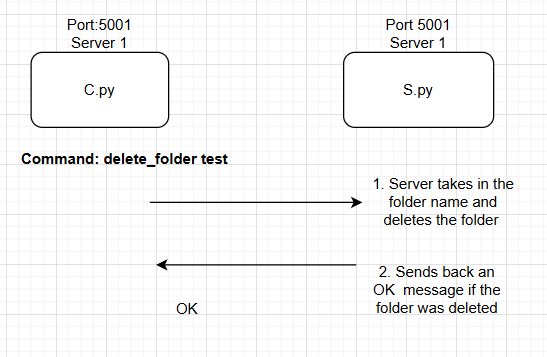 Port:5001
Server 1
Port 5001
Server 1
C.py
S.py
Command: delete_folder test
1. Server takes in the
folder name and
deletes the folder
2. Sends back an
OK message if the
folder was deleted
OK